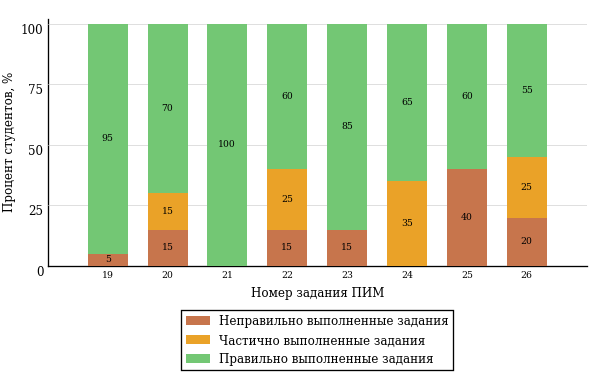 Процент студентов, %
100
75
50
25
0
95 70 100 60 85 65 60 55
15 25 35 25
5 15 15 15 40 20
19 20 21 22 23 24 25 26
Номер задания ПИМ
Неправильно выполненные задания
Частично выполненные задания
Правильно выполненные задания